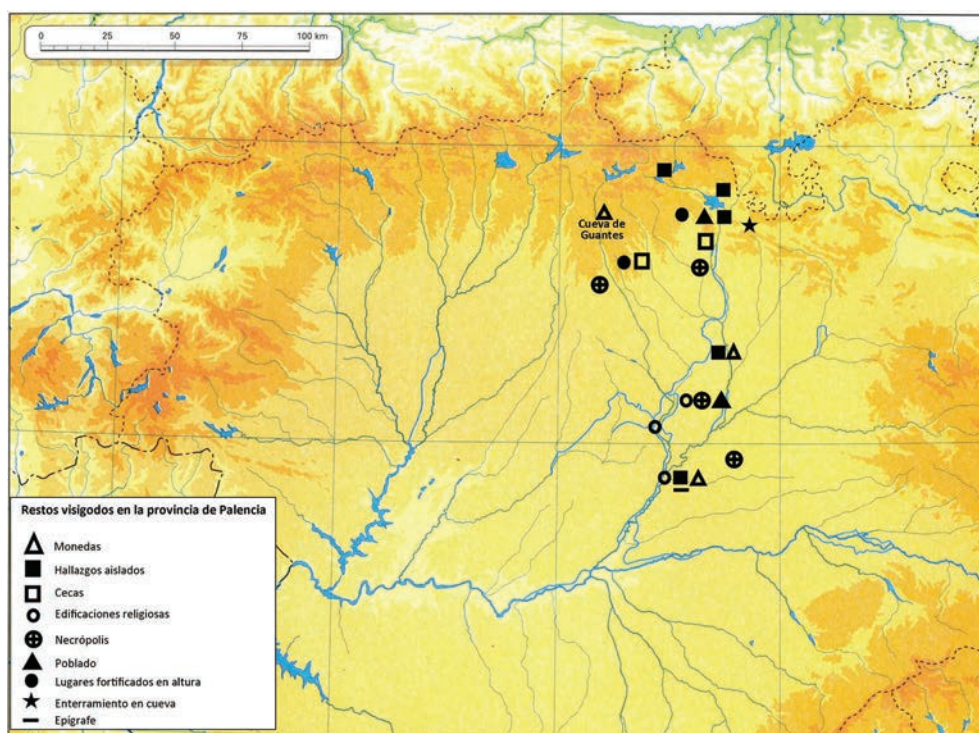 0 25 50 75 100 km
Cueva de
Guantes
Restos visigodos en la provincia de Palencia
Monedas
Hallazgos aislados
Cecas
Edificaciones religiosas
Necrópolis
Poblado
Lugares fortificados en altura
Enterramiento en cueva
Epígrafe